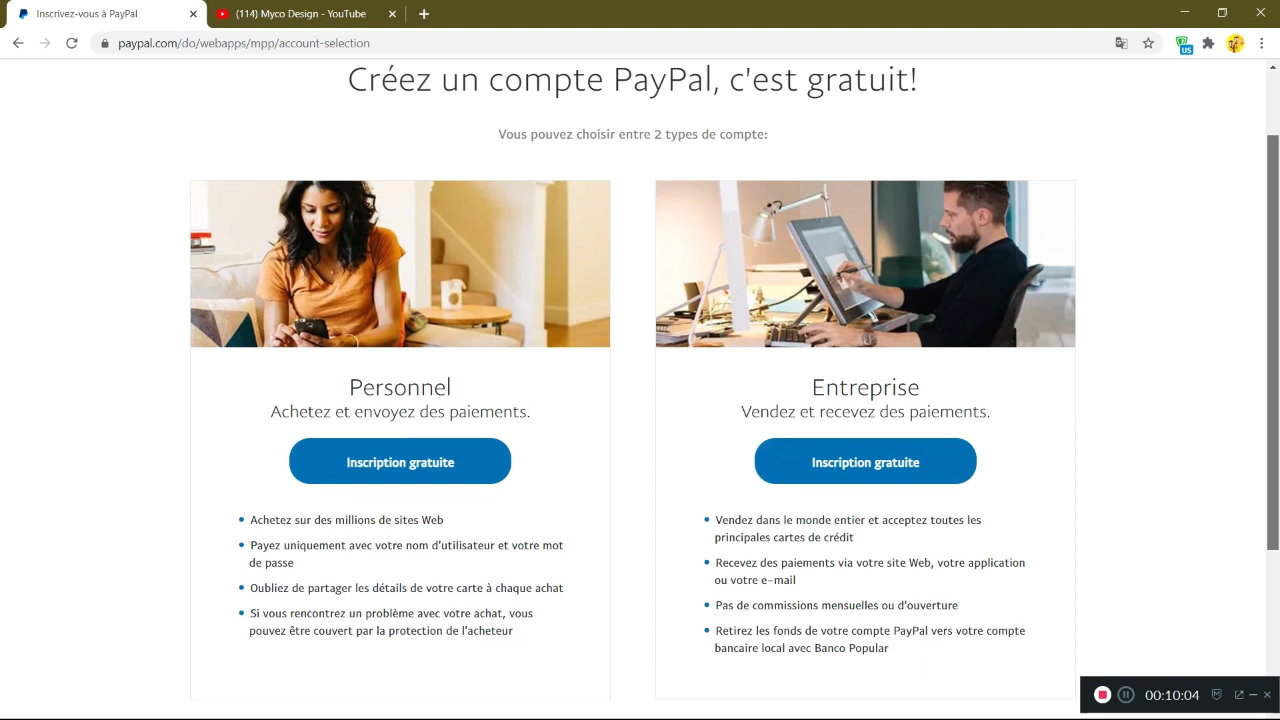 Inscrivez-vous à PayPal
(114) Myco Design - YouTube
paypal.com/do/webapps/mpp/account-selection
US
Créez un compte PayPal, c'est gratuit!
Vous pouvez choisir entre 2 types de compte:
Personnel
Achetez et envoyez des paiements.
Inscription gratuite
Achetez sur des millions de sites Web
Payez uniquement avec votre nom d'utilisateur et votre mot
de passe
Oubliez de partager les détails de votre carte à chaque achat
Si vous rencontrez un problème avec votre achat, vous
pouvez être couvert par la protection de l'acheteur
Entreprise
Vendez et recevez des paiements.
Inscription gratuite
Vendez dans le monde entier et acceptez toutes les
principales cartes de crédit
Recevez des paiements via votre site Web, votre application
ou votre e-mail
Pas de commissions mensuelles ou d'ouverture
Retirez les fonds de votre compte PayPal vers votre compte
bancaire local avec Banco Popular
00:10:04